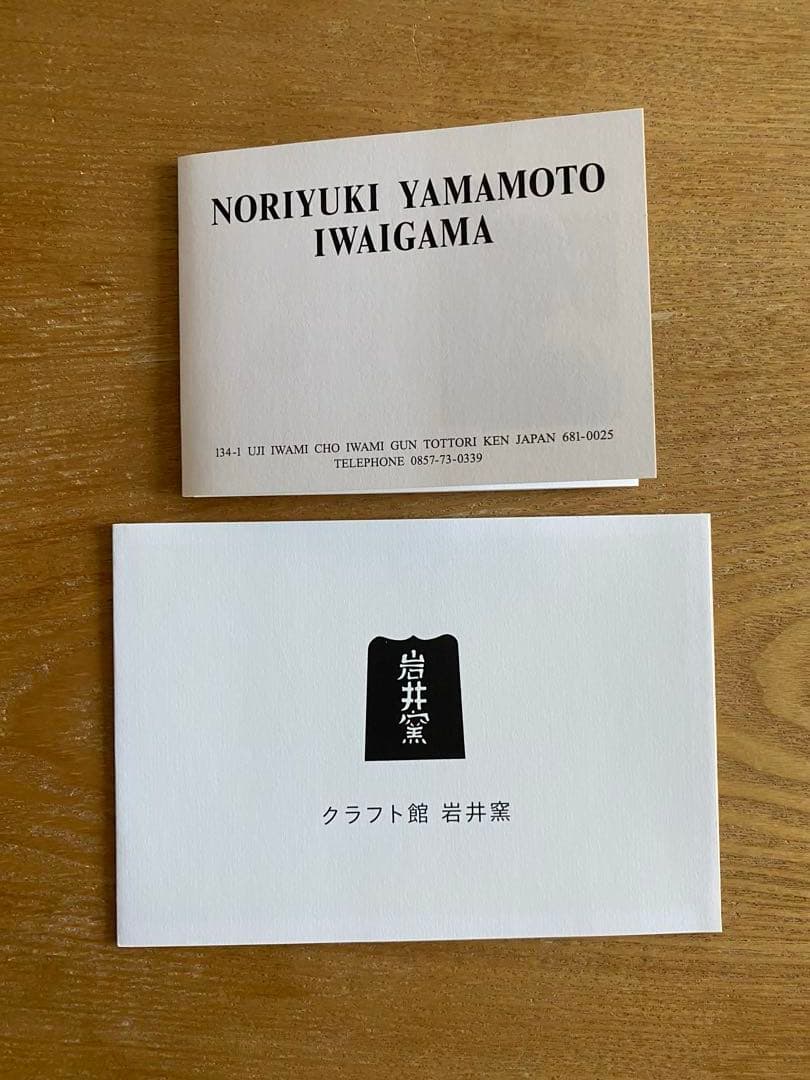 NORIYUKI YAMAMOTO
IWAIGAMA
134-1 UJI IWAMI CHO IWAMI GUN TOTTORI KEN JAPAN 681-0025
TELEPHONE 0857-73-0339
岩井窯
クラフト館 岩井窯